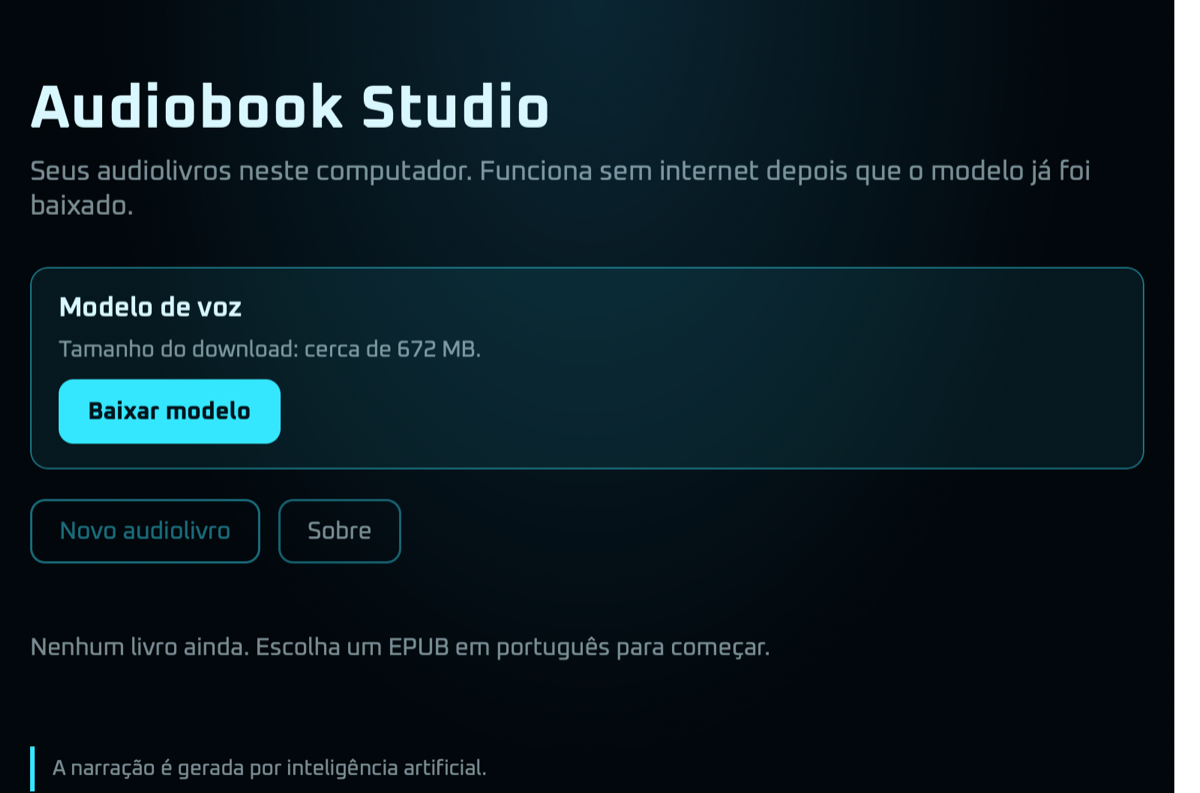 Audiobook Studio
Seus audiolivros neste computador. Funciona sem internet depois que o modelo já foi
baixado.
Modelo de voz
Tamanho do download: cerca de 672 MB.
Baixar modelo
Novo audiolivro
Sobre
Nenhum livro ainda. Escolha um EPUB em português para começar.
A narração é gerada por inteligência artificial.